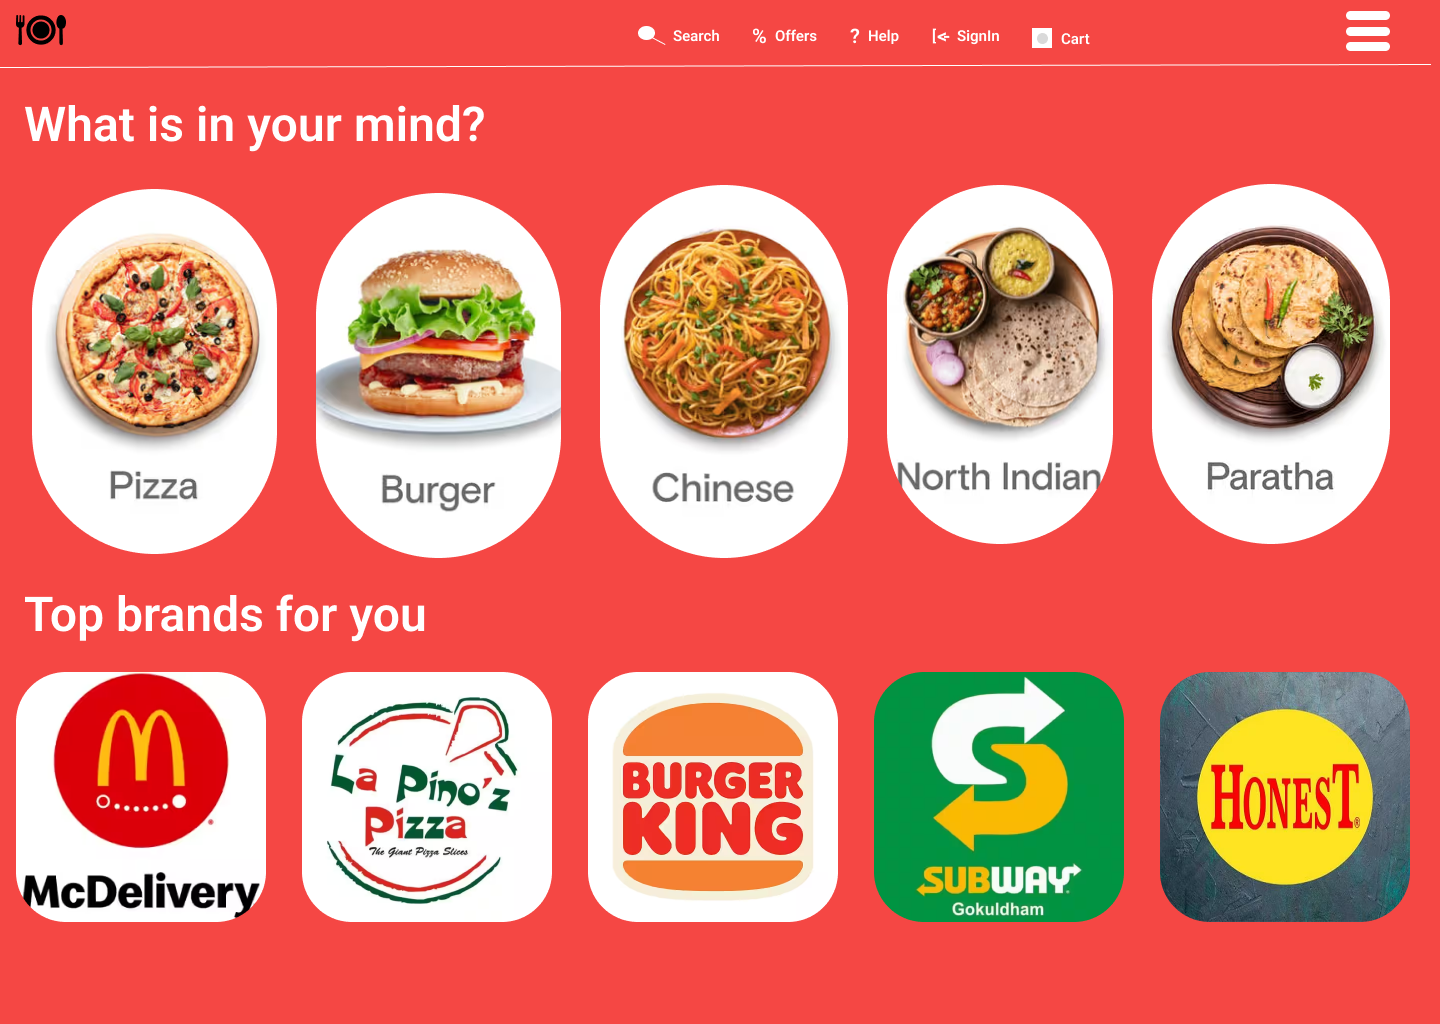 Search
% Offers
? Help
SignIn
Cart
What is in your mind?
Pizza
Burger
Chinese
North Indian
Paratha
Top brands for you
M
McDelivery
La Pino'z
Pizza
The Giant Pizza Slices
BURGER
KING
SUBWAY
Gokuldham
HONEST®